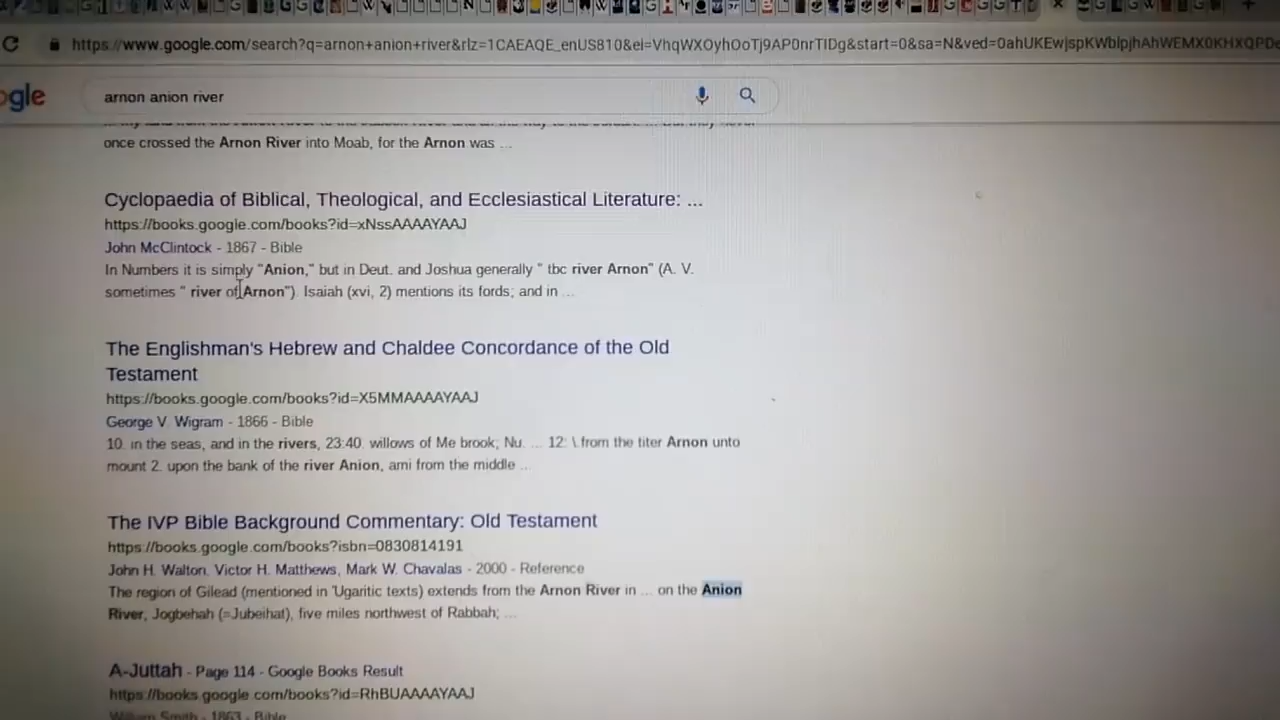 https://www.google.com/search?q=arnon+anion+river&rlz=1CAEAQE_enUS810&ei=VhqWXOyhOoTj9AP0nrTIDg&start=0&sa=N&ved=0ahUKEwjspKWblpjhAhWEMX0KHXQPD
ogle
arnon anion river
once crossed the Arnon River into Moab, for the Arnon was ...
Cyclopaedia of Biblical, Theological, and Ecclesiastical Literature: ...
https://books.google.com/books?id=xNssAAAAYAAJ
John McClintock - 1867 - Bible
In Numbers it is simply "Anion," but in Deut. and Joshua generally " tbc river Arnon" (A. V.
sometimes " river of Arnon"). Isaiah (xvi, 2) mentions its fords; and in ...
The Englishman's Hebrew and Chaldee Concordance of the Old
Testament
https://books.google.com/books?id=X5MMAAAAYAAJ
George V. Wigram - 1866 - Bible
10. in the seas, and in the rivers, 23:40. willows of Me brook; Nu. ... 12: \ from the titer Arnon unto
mount 2. upon the bank of the river Anion, ami from the middle ...
The IVP Bible Background Commentary: Old Testament
https://books.google.com/books?isbn=0830814191
John H. Walton, Victor H. Matthews, Mark W. Chavalas - 2000 - Reference
The region of Gilead (mentioned in 'Ugaritic texts) extends from the Arnon River in ... on the Anion
River, Jogbehah (=Jubeihat), five miles northwest of Rabbah; ...
A-Juttah - Page 114 - Google Books Result
https://books.google.com/books?id=RhBUAAAAYAAJ
William Smith - 1863 - Bible